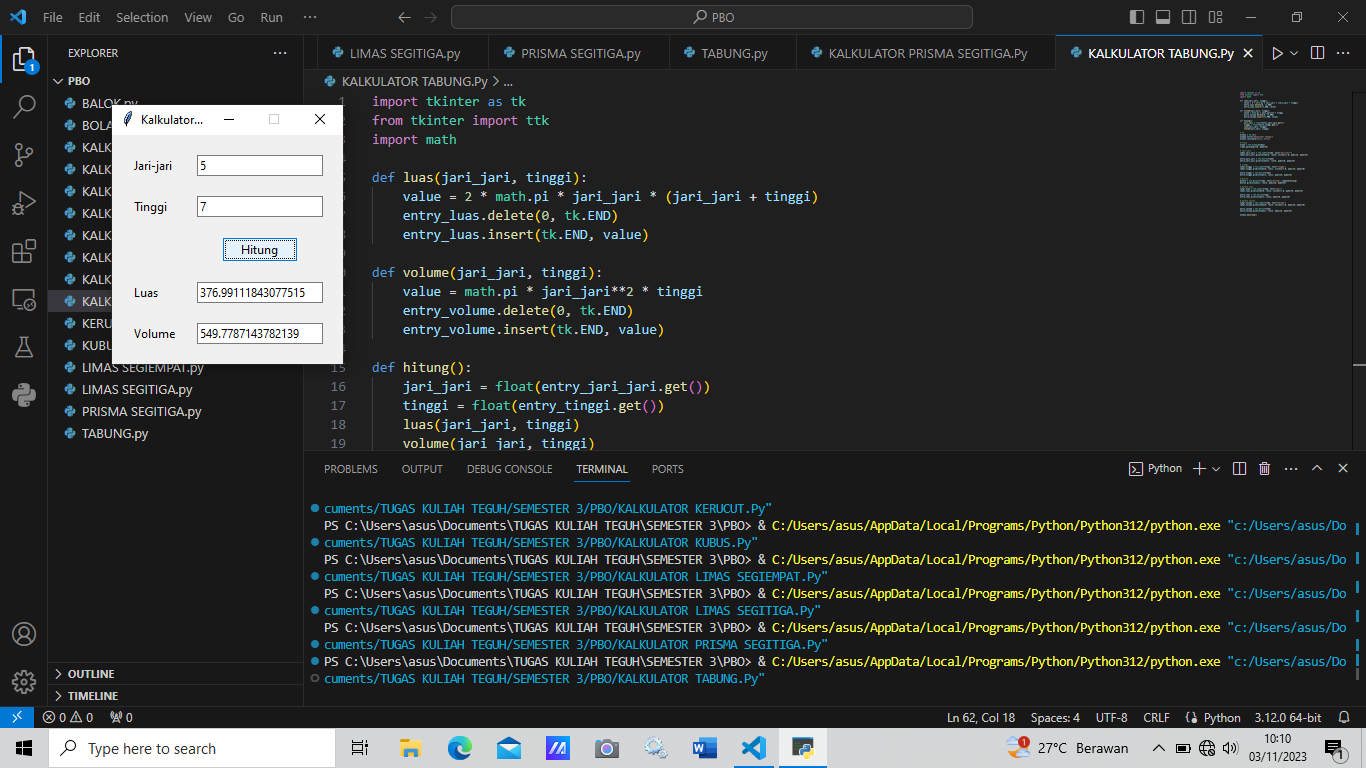 File Edit Selection View Go Run ··· PBO
EXPLORER ···
LIMAS SEGITIGA.py PRISMA SEGITIGA.py TABUNG.py KALKULATOR PRISMA SEGITIGA.Py KALKULATOR TABUNG.Py
PBO
KALKULATOR TABUNG.Py > ...
BALOK.py
BOLA
KALK
KALK
KALK
KALK
KALK
KALK
KALK
KALK
KERU
KUBU
LIMAS SEGIEMPAT.py
LIMAS SEGITIGA.py
PRISMA SEGITIGA.py
TABUNG.py
OUTLINE
TIMELINE
Kalkulator...
Jari-jari 5
Tinggi 7
Hitung
Luas 376.99111843077515
Volume 549.7787143782139
1 import tkinter as tk
from tkinter import ttk
import math
def luas(jari_jari, tinggi):
value = 2 * math.pi * jari_jari * (jari_jari + tinggi)
entry_luas.delete(0, tk.END)
entry_luas.insert(tk.END, value)
def volume(jari_jari, tinggi):
value = math.pi * jari_jari**2 * tinggi
entry_volume.delete(0, tk.END)
entry_volume.insert(tk.END, value)
15 def hitung():
16 jari_jari = float(entry_jari_jari.get())
17 tinggi = float(entry_tinggi.get())
18 luas(jari_jari, tinggi)
19 volume(jari_jari, tinggi)
PROBLEMS OUTPUT DEBUG CONSOLE TERMINAL PORTS Python
cuments/TUGAS KULIAH TEGUH/SEMESTER 3/PBO/KALKULATOR KERUCUT.Py"
PS C:\Users\asus\Documents\TUGAS KULIAH TEGUH\SEMESTER 3\PBO> & C:/Users/asus/AppData/Local/Programs/Python/Python312/python.exe "c:/Users/asus/Do
cuments/TUGAS KULIAH TEGUH/SEMESTER 3/PBO/KALKULATOR KUBUS.Py"
PS C:\Users\asus\Documents\TUGAS KULIAH TEGUH\SEMESTER 3\PBO> & C:/Users/asus/AppData/Local/Programs/Python/Python312/python.exe "c:/Users/asus/Do
cuments/TUGAS KULIAH TEGUH/SEMESTER 3/PBO/KALKULATOR LIMAS SEGIEMPAT.Py"
PS C:\Users\asus\Documents\TUGAS KULIAH TEGUH\SEMESTER 3\PBO> & C:/Users/asus/AppData/Local/Programs/Python/Python312/python.exe "c:/Users/asus/Do
cuments/TUGAS KULIAH TEGUH/SEMESTER 3/PBO/KALKULATOR LIMAS SEGITIGA.Py"
PS C:\Users\asus\Documents\TUGAS KULIAH TEGUH\SEMESTER 3\PBO> & C:/Users/asus/AppData/Local/Programs/Python/Python312/python.exe "c:/Users/asus/Do
cuments/TUGAS KULIAH TEGUH/SEMESTER 3/PBO/KALKULATOR PRISMA SEGITIGA.Py"
PS C:\Users\asus\Documents\TUGAS KULIAH TEGUH\SEMESTER 3\PBO> & C:/Users/asus/AppData/Local/Programs/Python/Python312/python.exe "c:/Users/asus/Do
cuments/TUGAS KULIAH TEGUH/SEMESTER 3/PBO/KALKULATOR TABUNG.Py"
0 0 0 Ln 62, Col 18 Spaces: 4 UTF-8 CRLF Python 3.12.0 64-bit
Type here to search 27°C Berawan 10:10
03/11/2023